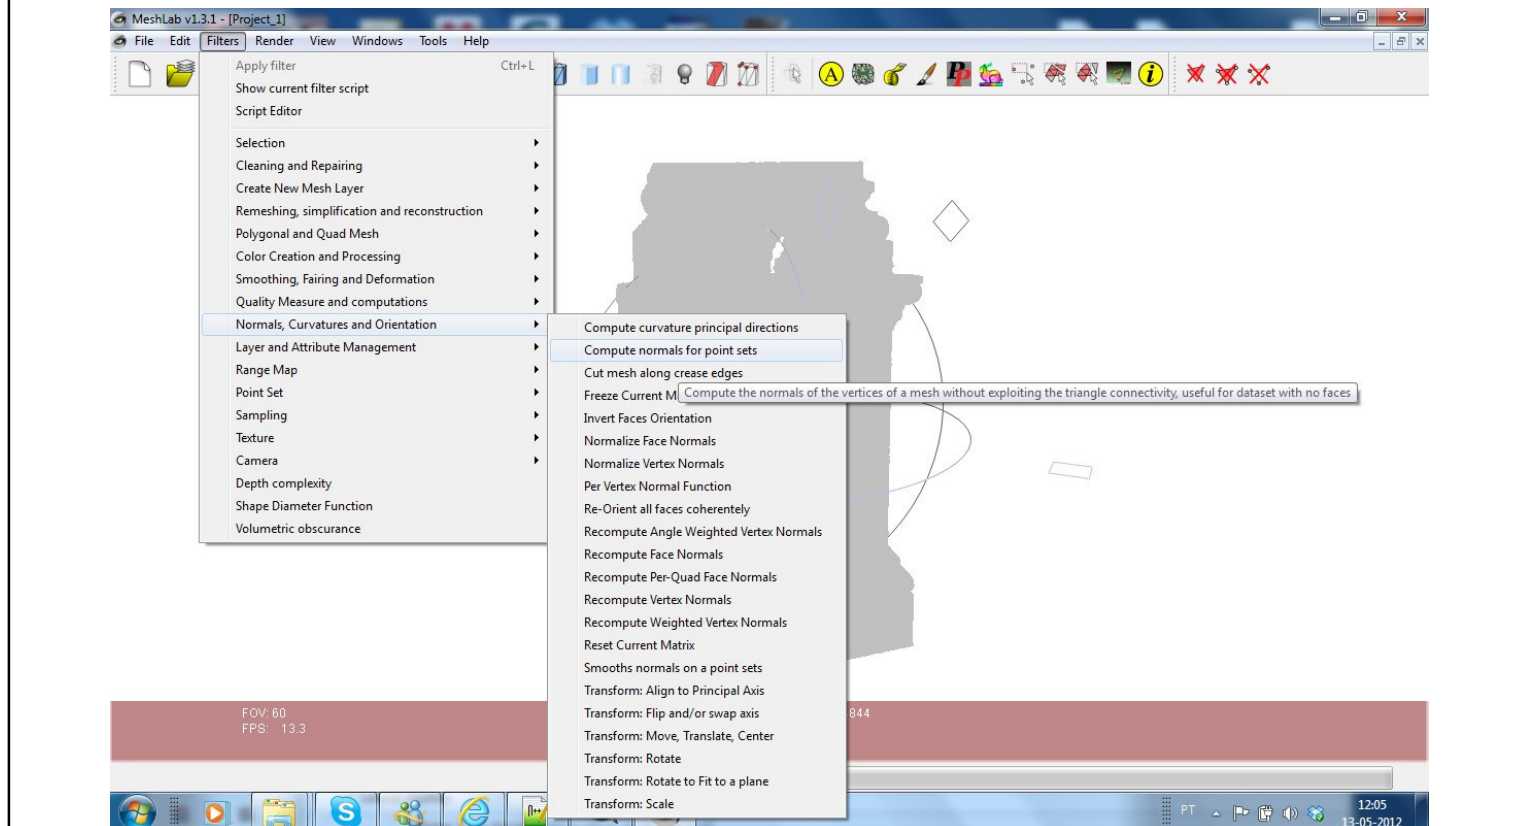 MeshLab v1.3.1 - [Project_1]
File Edit Filters Render View Windows Tools Help
Apply filter Ctrl+L
Show current filter script
Script Editor
Selection
Cleaning and Repairing
Create New Mesh Layer
Remeshing, simplification and reconstruction
Polygonal and Quad Mesh
Color Creation and Processing
Smoothing, Fairing and Deformation
Quality Measure and computations
Normals, Curvatures and Orientation
Layer and Attribute Management
Range Map
Point Set
Sampling
Texture
Camera
Depth complexity
Shape Diameter Function
Volumetric obscurance
Compute curvature principal directions
Compute normals for point sets
Cut mesh along crease edges
Freeze Current M
Compute the normals of the vertices of a mesh without exploiting the triangle connectivity, useful for dataset with no faces
Invert Faces Orientation
Normalize Face Normals
Normalize Vertex Normals
Per Vertex Normal Function
Re-Orient all faces coherentely
Recompute Angle Weighted Vertex Normals
Recompute Face Normals
Recompute Per-Quad Face Normals
Recompute Vertex Normals
Recompute Weighted Vertex Normals
Reset Current Matrix
Smooths normals on a point sets
Transform: Align to Principal Axis
Transform: Flip and/or swap axis
Transform: Move, Translate, Center
Transform: Rotate
Transform: Rotate to Fit to a plane
Transform: Scale
FOV: 60
FPS: 13.3
844
PT
12:05
13-05-2012